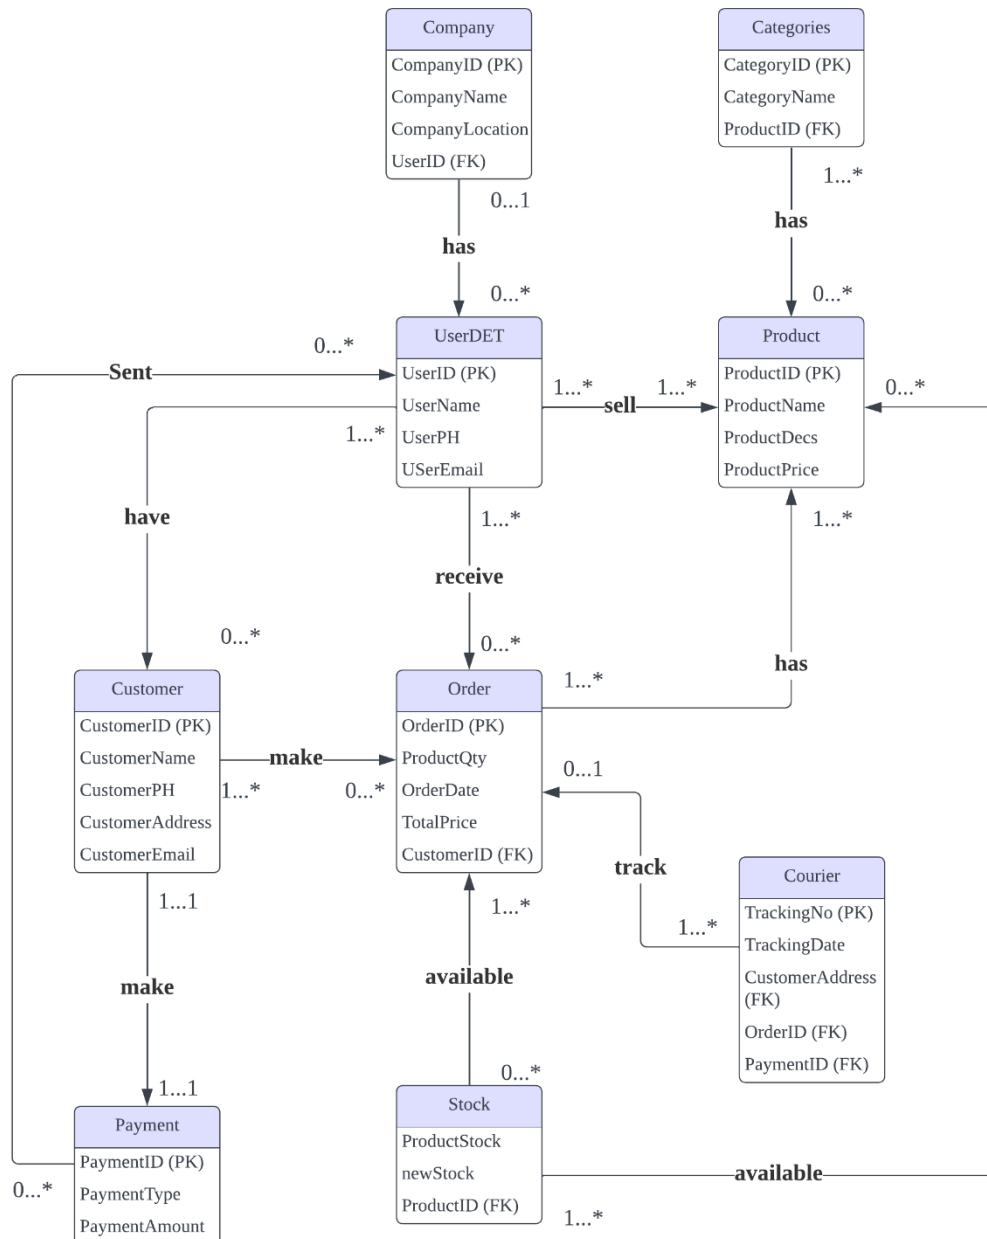 Company
CompanyID (PK)
CompanyName
CompanyLocation
UserID (FK)
Categories
CategoryID (PK)
CategoryName
ProductID (FK)
0...1
has
0...*
1...*
has
0...*
UserDET
UserID (PK)
UserName
UserPH
USerEmail
Product
ProductID (PK)
ProductName
ProductDecs
ProductPrice
0...*
Sent
1...*
sell
1...*
0...*
1...*
have
0...*
1...*
receive
0...*
1...*
has
1...*
Customer
CustomerID (PK)
CustomerName
CustomerPH
CustomerAddress
CustomerEmail
make
1...*
0...*
Order
OrderID (PK)
ProductQty
OrderDate
TotalPrice
CustomerID (FK)
0...1
track
1...*
Courier
TrackingNo (PK)
TrackingDate
CustomerAddress
(FK)
OrderID (FK)
PaymentID (FK)
1...1
make
1...1
1...*
available
0...*
Payment
PaymentID (PK)
PaymentType
PaymentAmount
0...*
Stock
ProductStock
newStock
ProductID (FK)
available
1...*